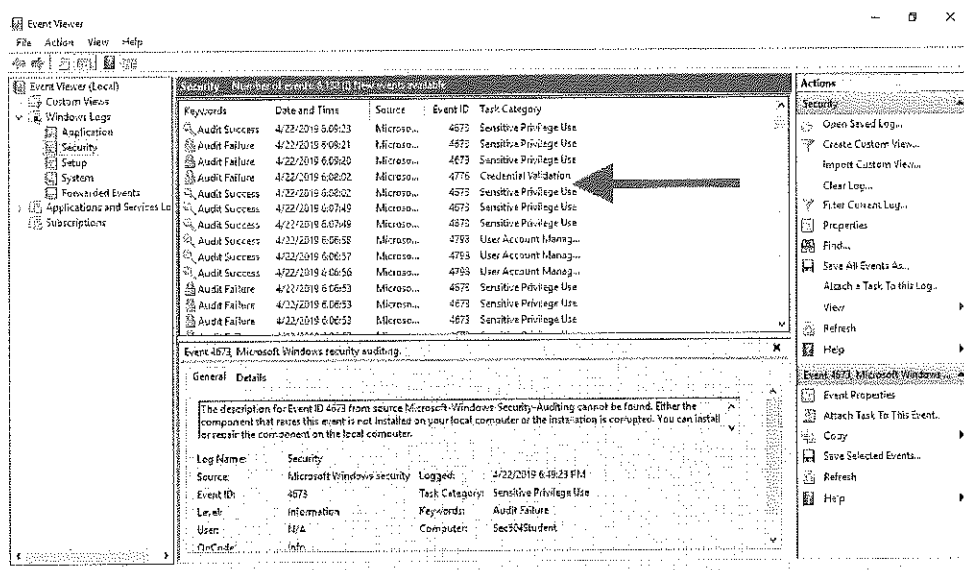 Event Viewer
File Action View Help
Event Viewer (Local)
Custom Views
Windows Logs
Application
Security
Setup
System
Forwarded Events
Applications and Services Lo
Subscriptions
Security Number of events: New events available
Keywords Date and Time Source Event ID Task Category
Audit Success 4/22/2019 Microso... 4673 Sensitive Privilege Use
Audit Failure 4/22/2019 Microso... 4673 Sensitive Privilege Use
Audit Failure 4/22/2019 Microso... 4673 Sensitive Privilege Use
Audit Failure 4/22/2019 6:08:02 Microso... 4776 Credential Validation
Audit Success 4/22/2019 6:08:02 Microso... 4673 Sensitive Privilege Use
Audit Success 4/22/2019 6:07:49 Microso... 4673 Sensitive Privilege Use
Audit Success 4/22/2019 6:07:49 Microso... 4673 Sensitive Privilege Use
Audit Success 4/22/2019 6:06:58 Microso... 4798 User Account Manag...
Audit Success 4/22/2019 6:06:57 Microso... 4798 User Account Manag...
Audit Success 4/22/2019 6:06:56 Microso... 4798 User Account Manag...
Audit Failure 4/22/2019 6:06:53 Microso... 4673 Sensitive Privilege Use
Audit Failure 4/22/2019 6:06:53 Microso... 4673 Sensitive Privilege Use
Audit Failure 4/22/2019 6:06:53 Microso... 4673 Sensitive Privilege Use
Event 4673, Microsoft Windows security auditing.
General Details
The description for Event ID 4673 from source Microsoft-Windows-Security-Auditing cannot be found. Either the
component that raises this event is not installed on your local computer or the installation is corrupted. You can install
or repair the component on the local computer.
Log Name: Security
Source: Microsoft Windows security Logged: 4/22/2019 PM
Event ID: 4673 Task Category: Sensitive Privilege Use
Level: Information Keywords: Audit Failure
User: N/A Computer: Sec504Student
OpCode: Info
Actions
Security
Open Saved Log...
Create Custom View...
Import Custom View...
Clear Log...
Filter Current Log...
Properties
Find...
Save All Events As...
Attach a Task To this Log...
View
Refresh
Help
Event 4673, Microsoft Windows ...
Event Properties
Attach Task To This Event...
Copy
Save Selected Events...
Refresh
Help